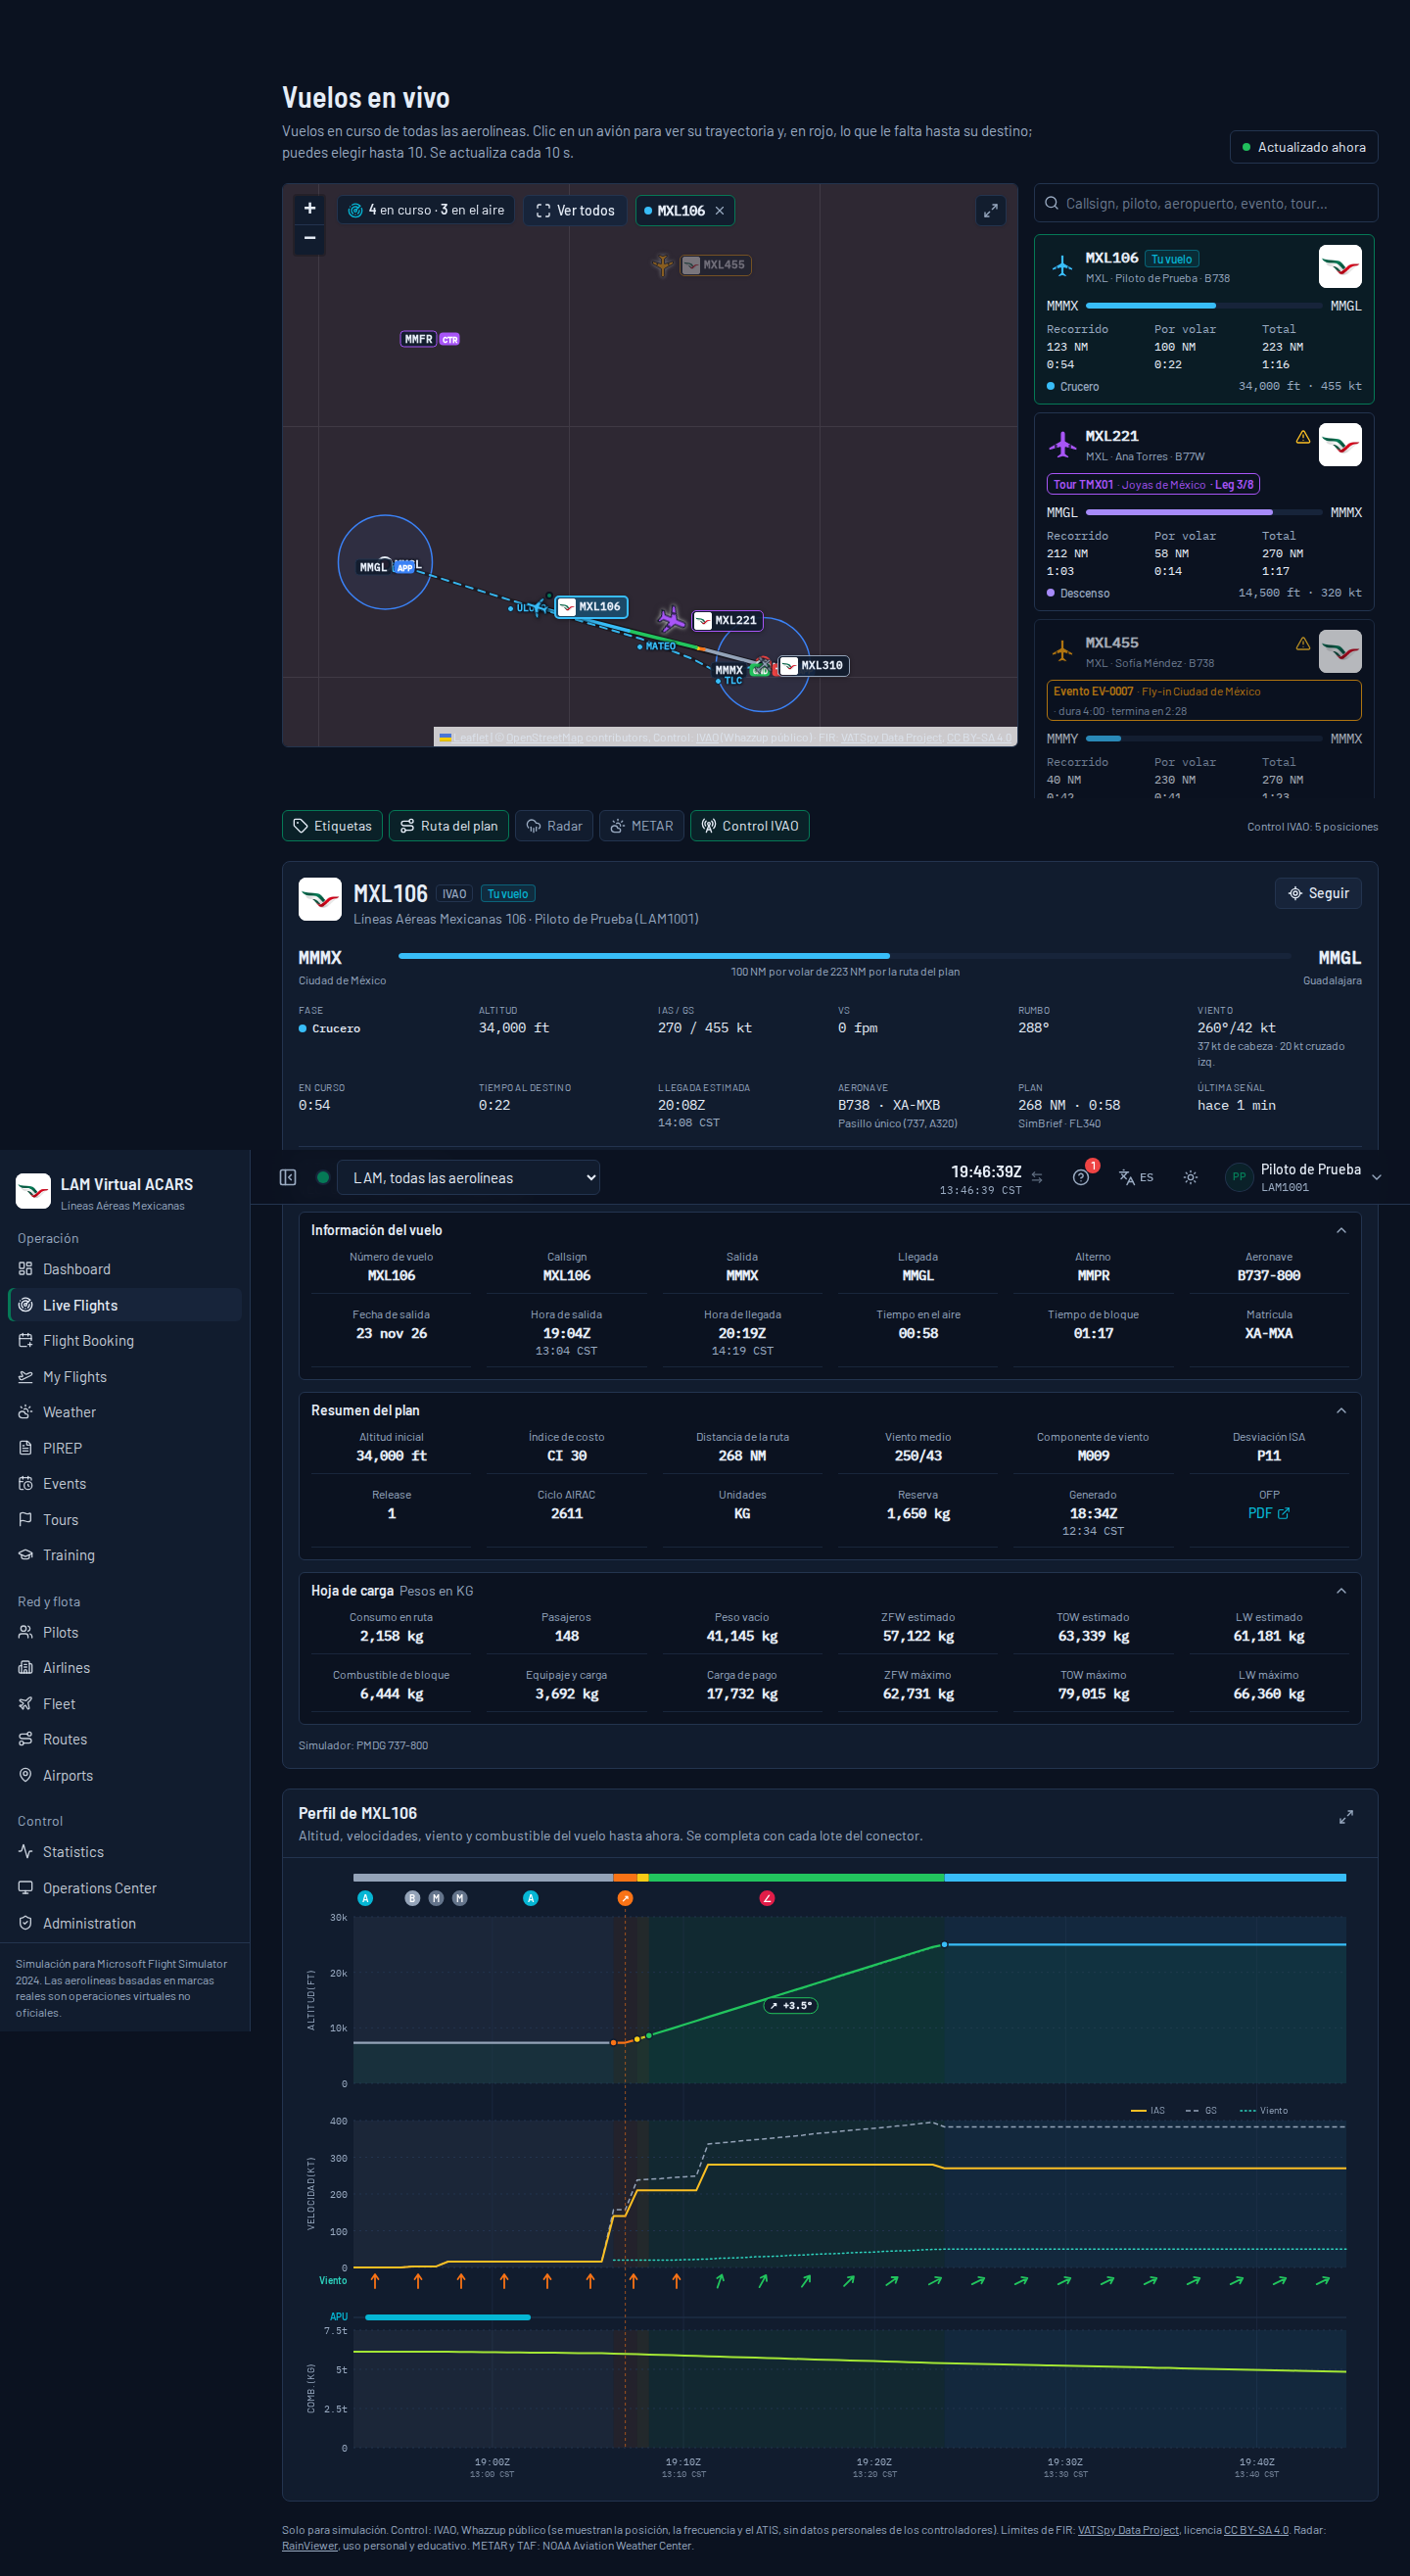 Vuelos en vivo
Vuelos en curso de todas las aerolíneas. Clic en un avión para ver su trayectoria y, en rojo, lo que le falta hasta su destino;
puedes elegir hasta 10. Se actualiza cada 10 s.
Actualizado ahora
+
−
4 en curso · 3 en el aire
Ver todos
MXL106 ×
MXL455
MMFR CTR
MMGL APP
MXL106
MXL221
MATEO
MMMX
MXL310
TLC
Leaflet | © OpenStreetMap contributors, Control: IVAO (Whazzup público) · FIR: VATSpy Data Project, CC BY-SA 4.0
Callsign, piloto, aeropuerto, evento, tour...
MXL106 Tu vuelo
MXL · Piloto de Prueba · B738
MMMX MMGL
Recorrido Por volar Total
123 NM 100 NM 223 NM
0:54 0:22 1:16
Crucero 34,000 ft · 455 kt
MXL221
MXL · Ana Torres · B77W
Tour TMX01 · Joyas de México · Leg 3/8
MMGL MMMX
Recorrido Por volar Total
212 NM 58 NM 270 NM
1:03 0:14 1:17
Descenso 14,500 ft · 320 kt
MXL455
MXL · Sofía Méndez · B738
Evento EV-0007 · Fly-in Ciudad de México
· dura 4:00 · termina en 2:28
MMMY MMMX
Recorrido Por volar Total
40 NM 230 NM 270 NM
0:42 0:41 1:23
Etiquetas
Ruta del plan
Radar
METAR
Control IVAO
Control IVAO: 5 posiciones
MXL106 IVAO Tu vuelo
Líneas Aéreas Mexicanas 106 · Piloto de Prueba (LAM1001)
Seguir
MMMX MMGL
Ciudad de México 100 NM por volar de 223 NM por la ruta del plan Guadalajara
FASE ALTITUD IAS / GS VS RUMBO VIENTO
Crucero 34,000 ft 270 / 455 kt 0 fpm 288° 260°/42 kt
37 kt de cabeza · 20 kt cruzado
izq.
EN CURSO TIEMPO AL DESTINO LLEGADA ESTIMADA AERONAVE PLAN ÚLTIMA SEÑAL
0:54 0:22 20:08Z B738 · XA-MXB 268 NM · 0:58 hace 1 min
14:08 CST Pasillo único (737, A320) SimBrief · FL340
LAM Virtual ACARS
Líneas Aéreas Mexicanas
LAM, todas las aerolíneas
19:46:39Z
13:46:39 CST
1
ES
PP
Piloto de Prueba
LAM1001
Operación
Dashboard
Live Flights
Flight Booking
My Flights
Weather
PIREP
Events
Tours
Training
Red y flota
Pilots
Airlines
Fleet
Routes
Airports
Control
Statistics
Operations Center
Administration
Simulación para Microsoft Flight Simulator
2024. Las aerolíneas basadas en marcas
reales son operaciones virtuales no
oficiales.
Información del vuelo
Número de vuelo Callsign Salida Llegada Alterno Aeronave
MXL106 MXL106 MMMX MMGL MMPR B737-800
Fecha de salida Hora de salida Hora de llegada Tiempo en el aire Tiempo de bloque Matrícula
23 nov 26 19:04Z 20:19Z 00:58 01:17 XA-MXA
13:04 CST 14:19 CST
Resumen del plan
Altitud inicial Índice de costo Distancia de la ruta Viento medio Componente de viento Desviación ISA
34,000 ft CI 30 268 NM 250/43 M009 P11
Release Ciclo AIRAC Unidades Reserva Generado OFP
1 2611 KG 1,650 kg 18:34Z PDF
12:34 CST
Hoja de carga Pesos en KG
Consumo en ruta Pasajeros Peso vacío ZFW estimado TOW estimado LW estimado
2,158 kg 148 41,145 kg 57,122 kg 63,339 kg 61,181 kg
Combustible de bloque Equipaje y carga Carga de pago ZFW máximo TOW máximo LW máximo
6,444 kg 3,692 kg 17,732 kg 62,731 kg 79,015 kg 66,360 kg
Simulador: PMDG 737-800
Perfil de MXL106
Altitud, velocidades, viento y combustible del vuelo hasta ahora. Se completa con cada lote del conector.
A B M M A
30k
20k
10k
0
ALTITUD (FT)
↗ +3.5°
IAS GS Viento
400
300
200
100
0
VELOCIDAD (KT)
Viento
APU
7.5t
5t
2.5t
0
COMB. (KG)
19:00Z 19:10Z 19:20Z 19:30Z 19:40Z
13:00 CST 13:10 CST 13:20 CST 13:30 CST 13:40 CST
Solo para simulación. Control: IVAO, Whazzup público (se muestran la posición, la frecuencia y el ATIS, sin datos personales de los controladores). Límites de FIR: VATSpy Data Project, licencia CC BY-SA 4.0. Radar:
RainViewer, uso personal y educativo. METAR y TAF: NOAA Aviation Weather Center.